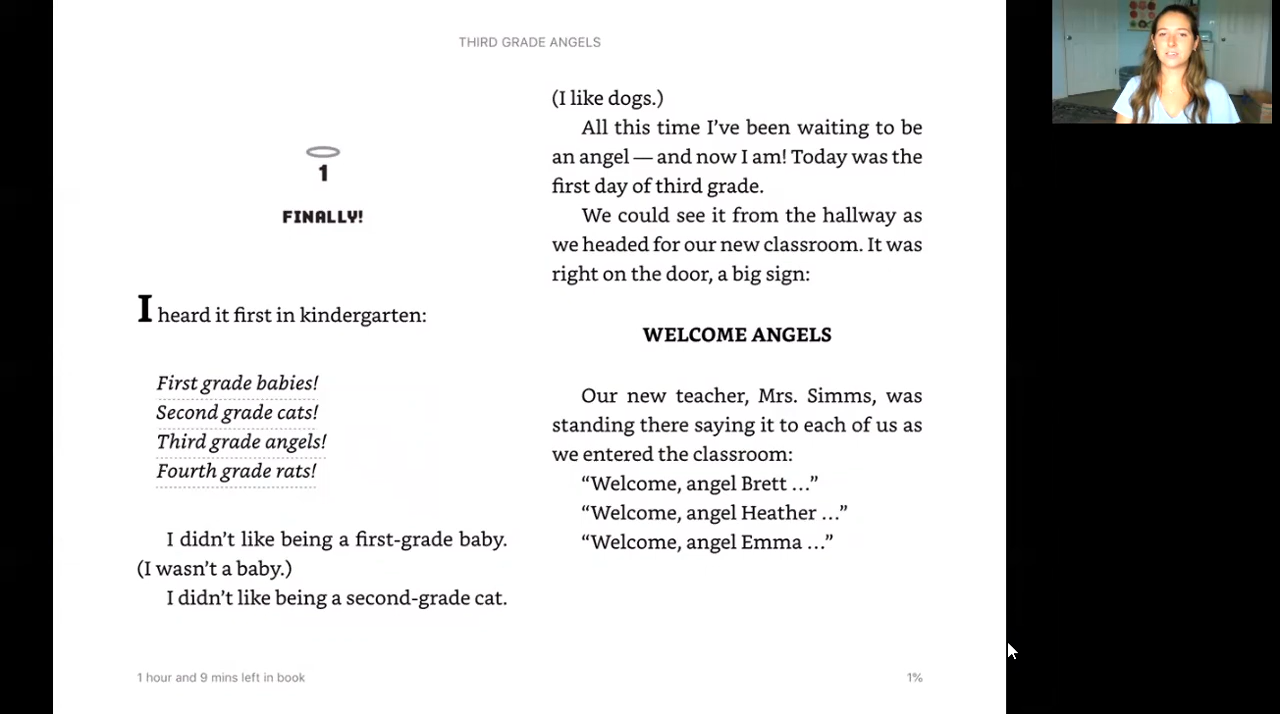 THIRD GRADE ANGELS
1
FINALLY!
I heard it first in kindergarten:
First grade babies!
Second grade cats!
Third grade angels!
Fourth grade rats!
I didn’t like being a first-grade baby.
(I wasn’t a baby.)
I didn’t like being a second-grade cat.
(I like dogs.)
All this time I’ve been waiting to be
an angel — and now I am! Today was the
first day of third grade.
We could see it from the hallway as
we headed for our new classroom. It was
right on the door, a big sign:
WELCOME ANGELS
Our new teacher, Mrs. Simms, was
standing there saying it to each of us as
we entered the classroom:
“Welcome, angel Brett …”
“Welcome, angel Heather …”
“Welcome, angel Emma …”
1 hour and 9 mins left in book
1%